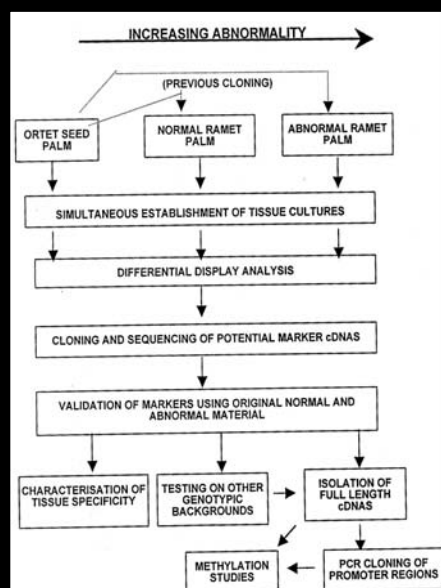 INCREASING ABNORMALITY
(PREVIOUS CLONING)
ORTET SEED
PALM
NORMAL RAMET
PALM
ABNORMAL RAMET
PALM
SIMULTANEOUS ESTABLISHMENT OF TISSUE CULTURES
DIFFERENTIAL DISPLAY ANALYSIS
CLONING AND SEQUENCING OF POTENTIAL MARKER cDNAS
VALIDATION OF MARKERS USING ORIGINAL NORMAL AND
ABNORMAL MATERIAL
CHARACTERISATION OF
TISSUE SPECIFICITY
TESTING ON OTHER
GENOTYPIC
BACKGROUNDS
ISOLATION OF
FULL LENGTH
cDNAS
METHYLATION
STUDIES
PCR CLONING OF
PROMOTER REGIONS